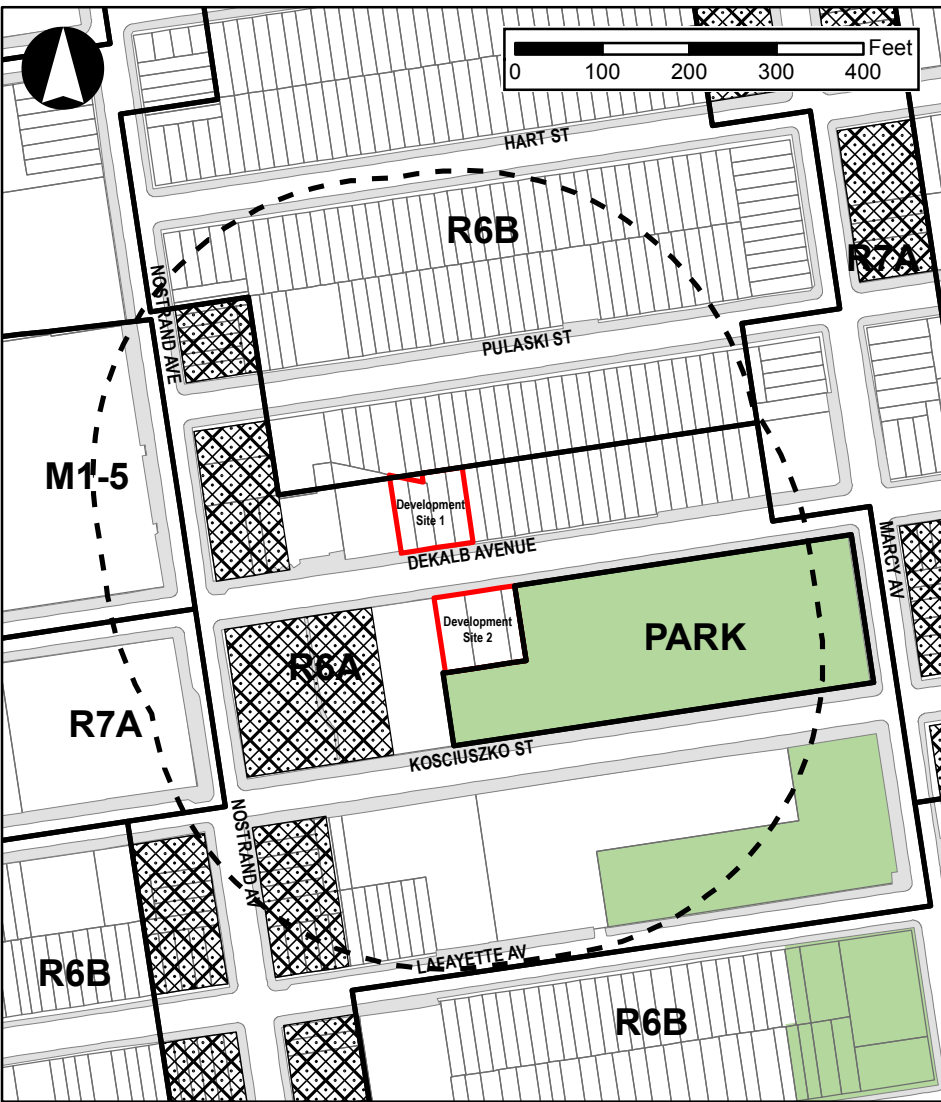 Feet
0 100 200 300 400
HART ST
R6B
R7A
NOSTRAND AVE
PULASKI ST
M1-5
Development
Site 1
DEKALB AVENUE
MARCY AV
Development
Site 2
PARK
R6A
R7A
KOSCIUSZKO ST
NOSTRAND AV
LAFAYETTE AV
R6B
R6B